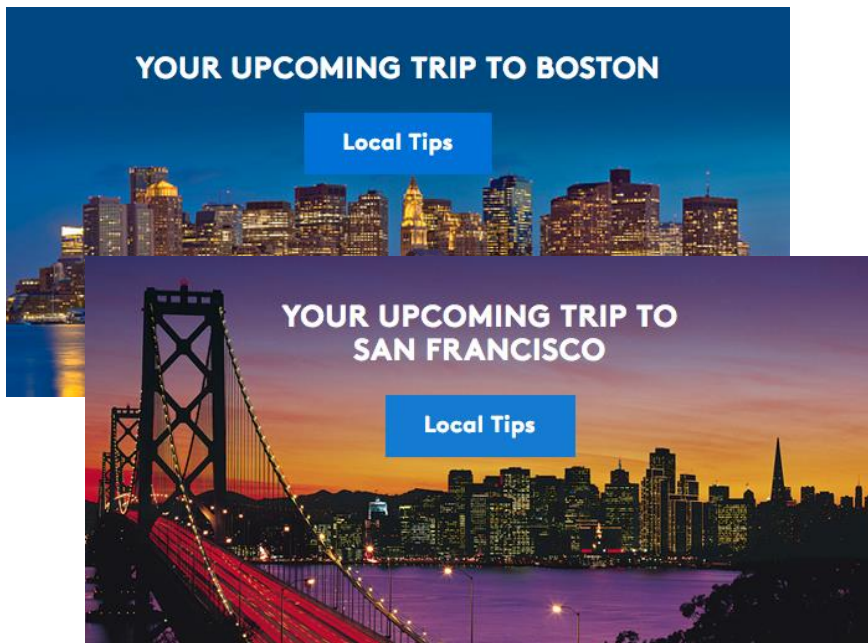 YOUR UPCOMING TRIP TO BOSTON
Local Tips
YOUR UPCOMING TRIP TO
SAN FRANCISCO
Local Tips